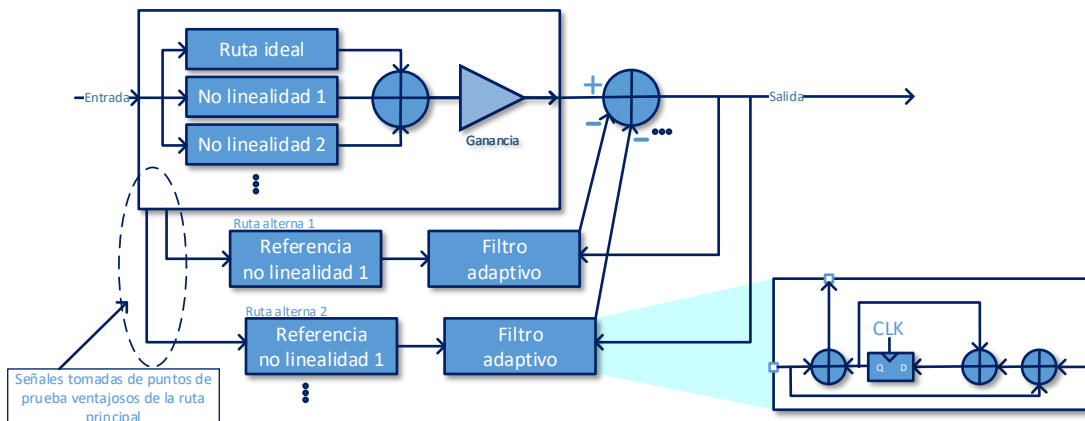 Ruta ideal
Entrada
No linealidad 1
No linealidad 2
Ganancia
+
−
−
Salida
Ruta alterna 1
Referencia
no linealidad 1
Filtro
adaptivo
Ruta alterna 2
Referencia
no linealidad 1
Filtro
adaptivo
CLK
Q D
Señales tomadas de puntos de
prueba ventajosos de la ruta
principal